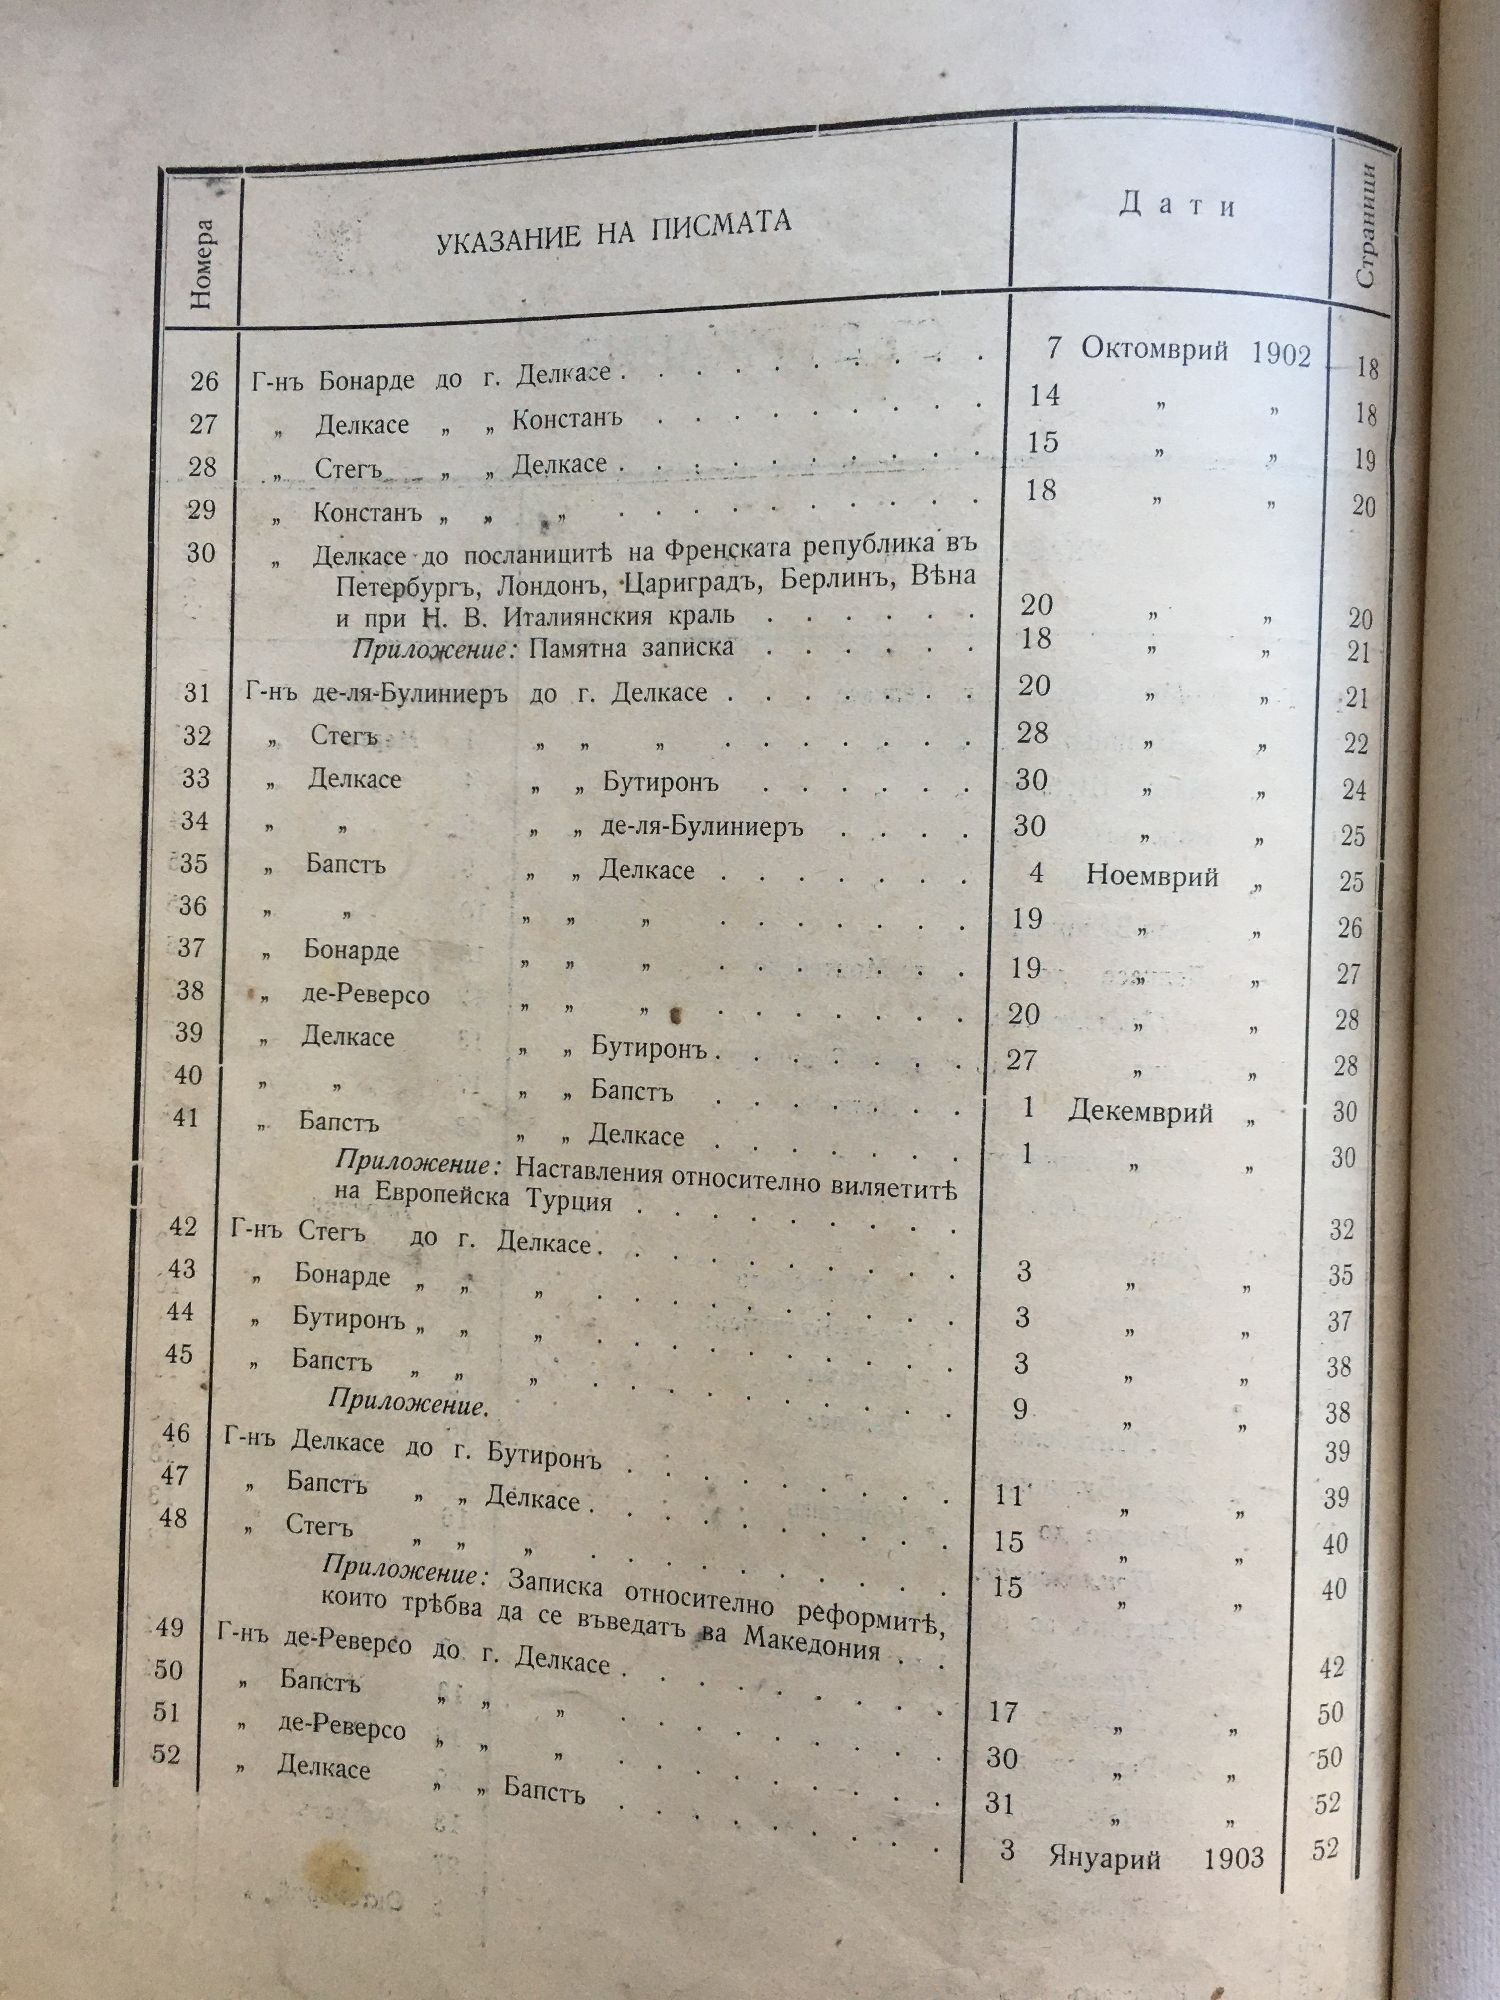 Номера УКАЗАНИЕ НА ПИСМАТА Дати Страници
26 Г-нъ Бонарде до г. Делкасе . . . . . . . . . 7 Октомврий 1902 18
27 „ Делкасе „ „ Констанъ . . . . . . . . . 14 „ „ 18
28 „ Стегъ „ „ Делкасе . . . . . . . . . 15 „ „ 19
29 „ Констанъ „ „ „ . . . . . . . . . 18 „ „ 20
30 „ Делкасе до посланицитѣ на Френската република въ
Петербургъ, Лондонъ, Цариградъ, Берлинъ, Вѣна
и при Н. В. Италиянския краль . . . . . . 20 „ „ 20
Приложение: Памятна записка . . . . . . 18 „ „ 21
31 Г-нъ де-ля-Булиниеръ до г. Делкасе . . . . . . . 20 „ „ 21
32 „ Стегъ „ „ „ . . . . . . . 28 „ „ 22
33 „ Делкасе „ „ Бутиронъ . . . . . . 30 „ „ 24
34 „ „ „ „ де-ля-Булиниеръ . . . . 30 „ „ 25
35 „ Бапстъ „ „ Делкасе . . . . . . . 4 Ноемврий „ 25
36 „ „ „ „ „ . . . . . . . 19 „ „ 26
37 „ Бонарде „ „ „ . . . . . . . 19 „ „ 27
38 „ де-Реверсо „ „ „ . . . . . . . 20 „ „ 28
39 „ Делкасе „ „ Бутиронъ . . . . . . . 27 „ „ 28
40 „ „ „ „ Бапстъ . . . . . . . 1 Декемврий „ 30
41 „ Бапстъ „ „ Делкасе . . . . . . . 1 „ „ 30
Приложение: Наставления относително виляетитѣ
на Европейска Турция . . . . . . . . . 32
42 Г-нъ Стегъ до г. Делкасе . . . . . . . . . . 3 „ „ 35
43 „ Бонарде „ „ „ . . . . . . . . . . 3 „ „ 37
44 „ Бутиронъ „ „ „ . . . . . . . . . . 3 „ „ 38
45 „ Бапстъ „ „ „ . . . . . . . . . . 9 „ „ 38
Приложение. 39
46 Г-нъ Делкасе до г. Бутиронъ . . . . . . . . . 11 „ „ 39
47 „ Бапстъ „ „ Делкасе . . . . . . . . . . 15 „ „ 40
48 „ Стегъ „ „ „ . . . . . . . . . . 15 „ „ 40
Приложение: Записка относително реформитѣ,
които трѣбва да се въведатъ ва Македония . . 42
49 Г-нъ де-Реверсо до г. Делкасе . . . . . . . . . 17 „ „ 50
50 „ Бапстъ „ „ „ . . . . . . . . . 30 „ „ 50
51 „ де-Реверсо „ „ „ . . . . . . . . . 31 „ „ 52
52 „ Делкасе „ „ Бапстъ . . . . . . . . . 3 Януарий 1903 52